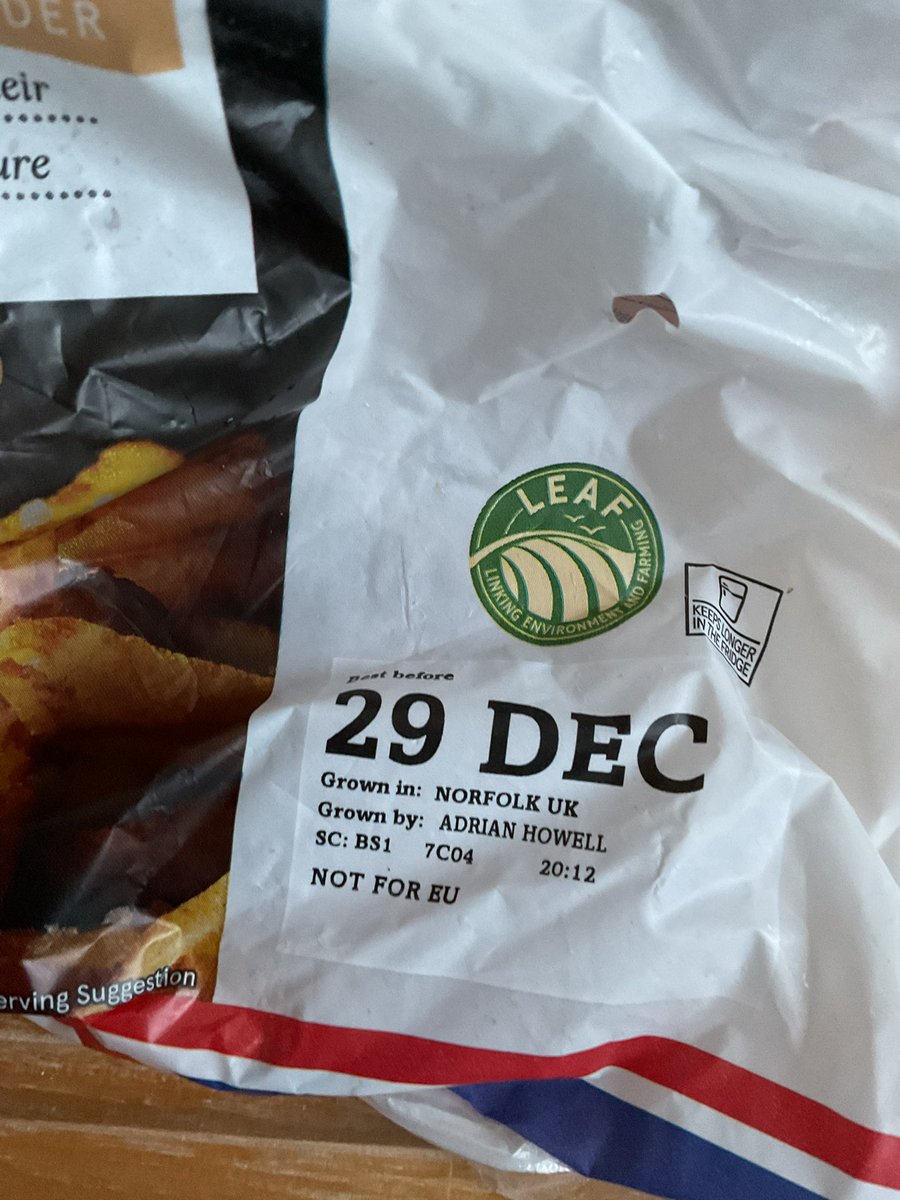 DER
eir
ure
LEAF
LINKING ENVIRONMENT AND FARMING
KEEPS LONGER
IN THE FRIDGE
Best before
29 DEC
Grown in: NORFOLK UK
Grown by: ADRIAN HOWELL
SC: BS1 7C04 20:12
NOT FOR EU
erving Suggestion